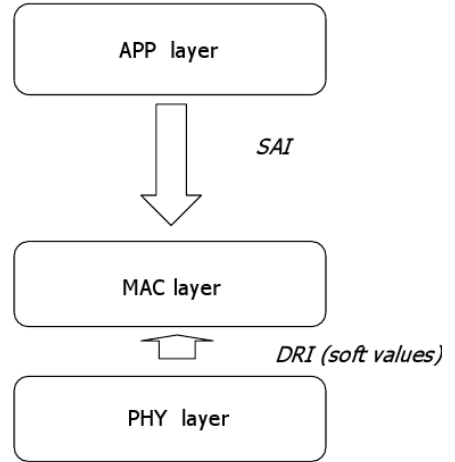 APP layer
SAI
MAC layer
DRI (soft values)
PHY layer